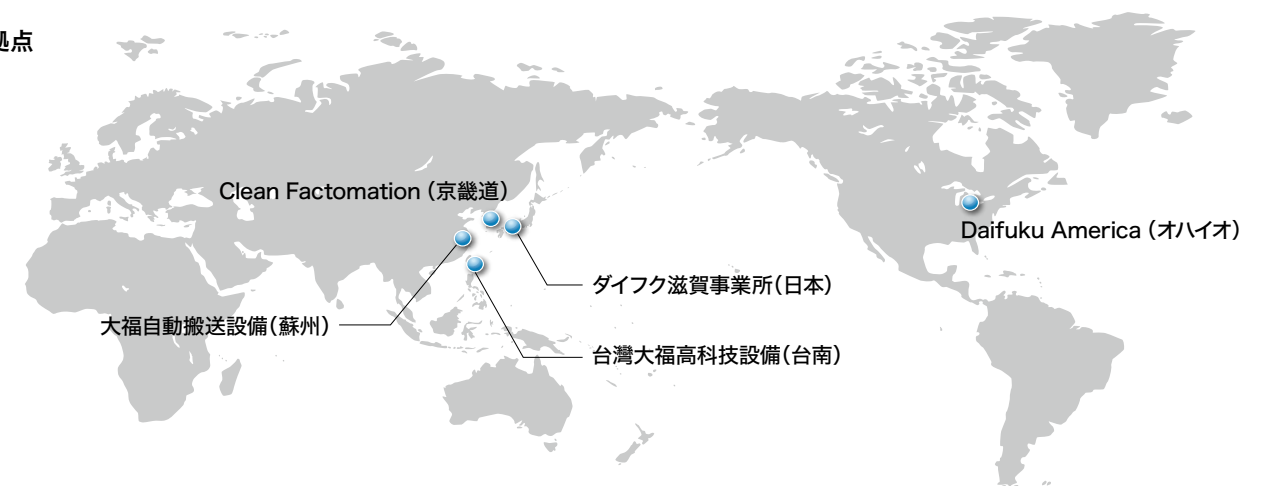 拠点
Clean Factomation（京畿道）
Daifuku America（オハイオ）
ダイフク滋賀事業所（日本）
大福自動搬送設備（蘇州）
台灣大福高科技設備（台南）